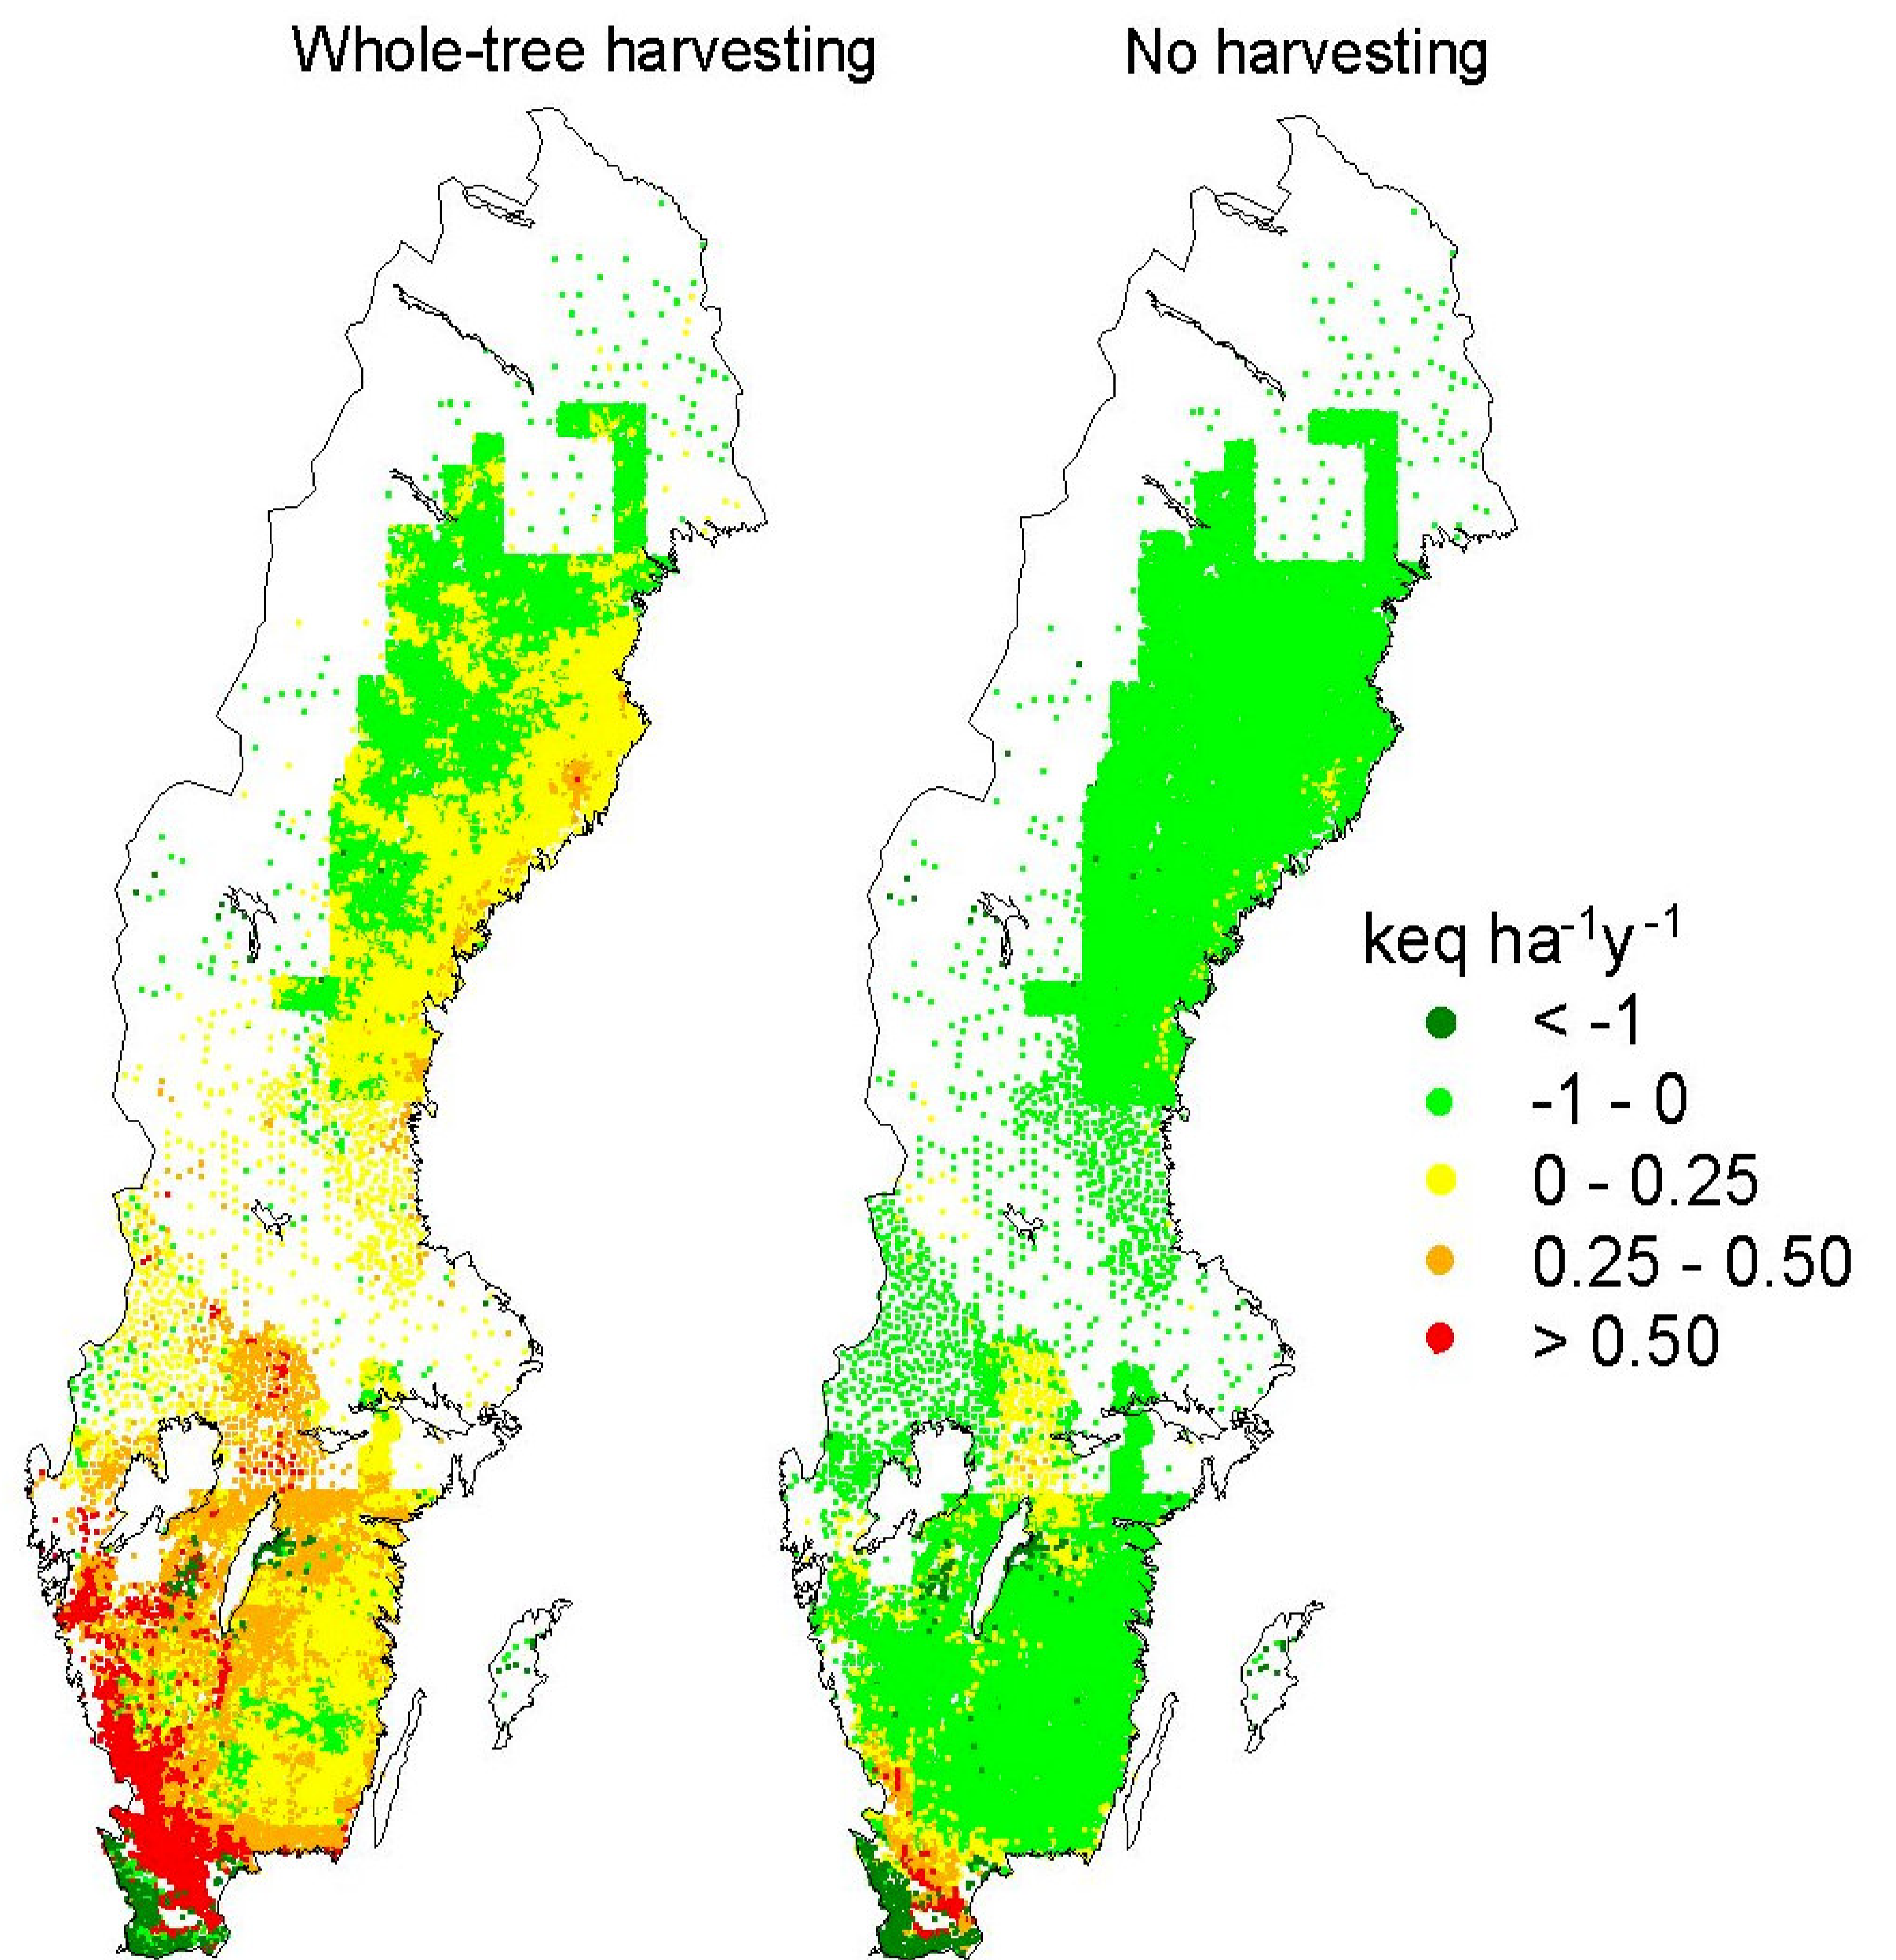 Whole-tree harvesting
No harvesting
keq ha⁻¹y⁻¹
< -1
-1 - 0
0 - 0.25
0.25 - 0.50
> 0.50